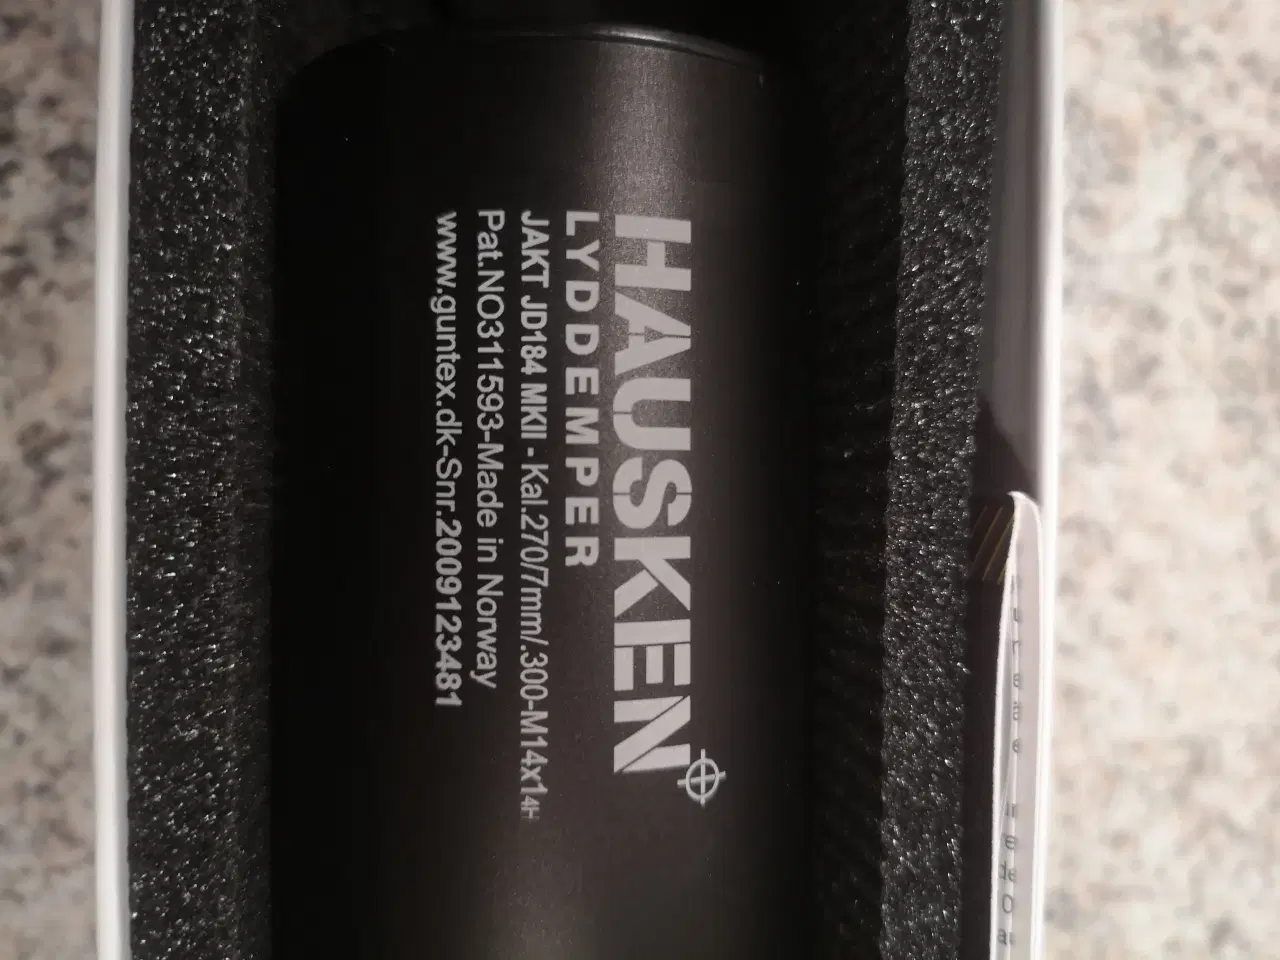 HAUSKEN
LYDDEMPER
JAKT JD184 MKII - Kal.270/7mm/.300-M14x1 4H
Pat.NO311593-Made in Norway
www.guntex.dk-Snr.2009123481